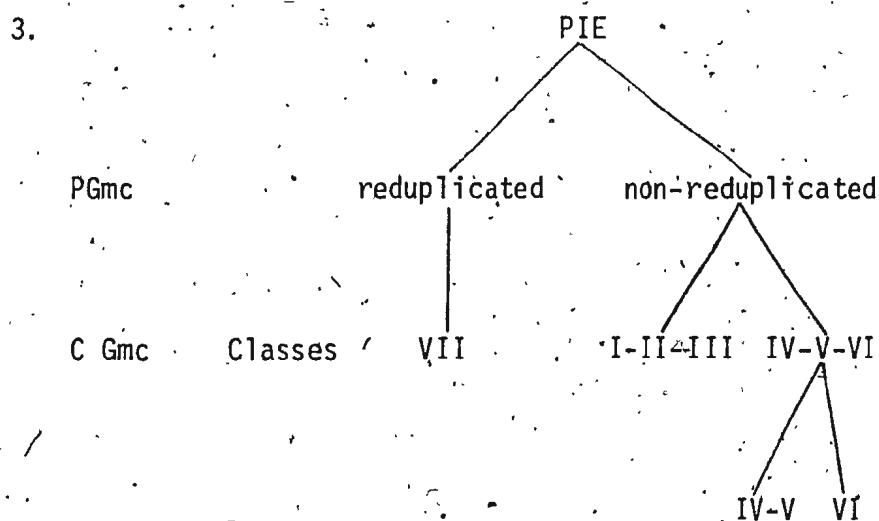 3. PIE
PGmc reduplicated non-reduplicated
C Gmc Classes VII I-II-III IV-V-VI
IV-V VI